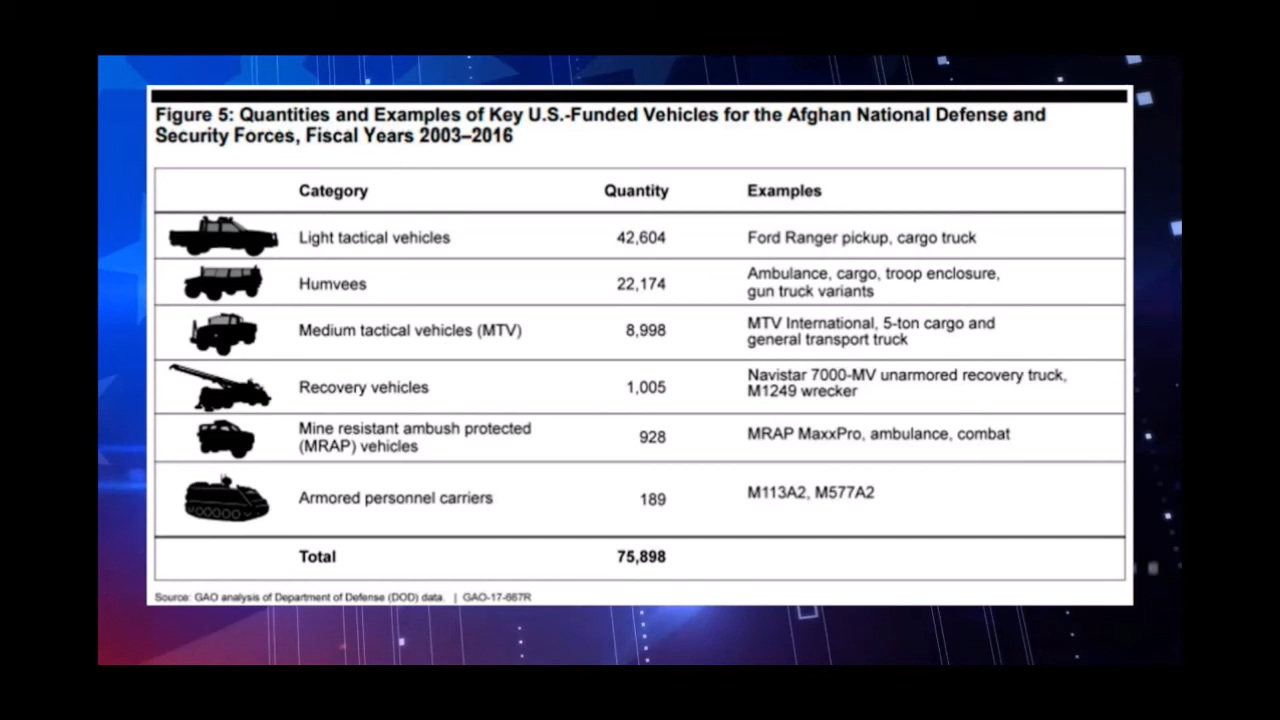 Figure 5: Quantities and Examples of Key U.S.-Funded Vehicles for the Afghan National Defense and
Security Forces, Fiscal Years 2003–2016
Category Quantity Examples
Light tactical vehicles 42,604 Ford Ranger pickup, cargo truck
Humvees 22,174 Ambulance, cargo, troop enclosure,
gun truck variants
Medium tactical vehicles (MTV) 8,998 MTV International, 5-ton cargo and
general transport truck
Recovery vehicles 1,005 Navistar 7000-MV unarmored recovery truck,
M1249 wrecker
Mine resistant ambush protected
(MRAP) vehicles 928 MRAP MaxxPro, ambulance, combat
Armored personnel carriers 189 M113A2, M577A2
Total 75,898
Source: GAO analysis of Department of Defense (DOD) data. | GAO-17-667R